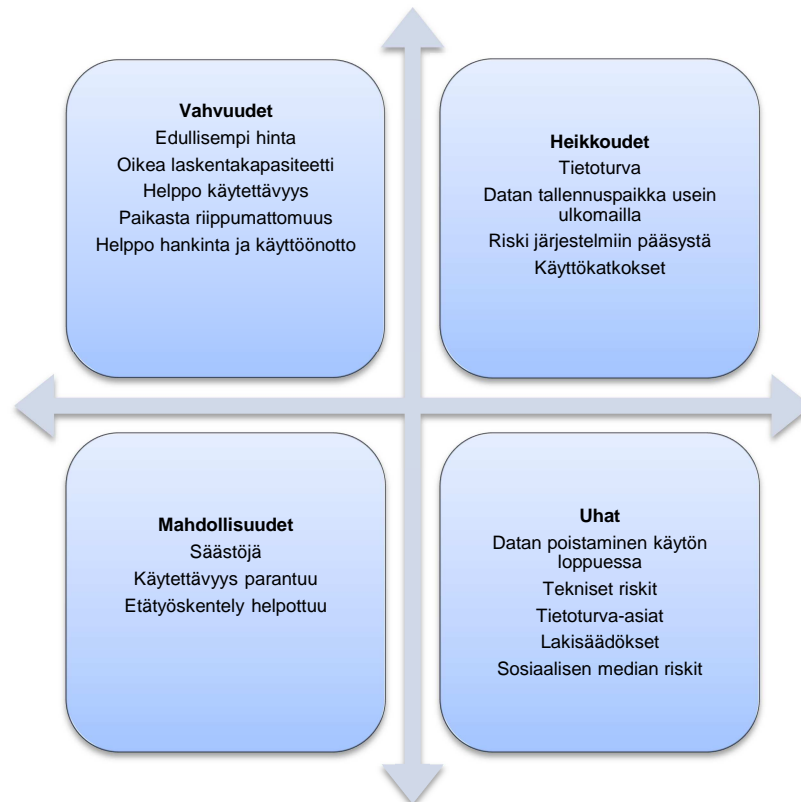 Vahvuudet
Edullisempi hinta
Oikea laskentakapasiteetti
Helppo käytettävyys
Paikasta riippumattomuus
Helppo hankinta ja käyttöönotto
Heikkoudet
Tietoturva
Datan tallennuspaikka usein
ulkomailla
Riski järjestelmiin pääsystä
Käyttökatkokset
Mahdollisuudet
Säästöjä
Käytettävyys parantuu
Etätyöskentely helpottuu
Uhat
Datan poistaminen käytön
loppuessa
Tekniset riskit
Tietoturva-asiat
Lakisäädökset
Sosiaalisen median riskit